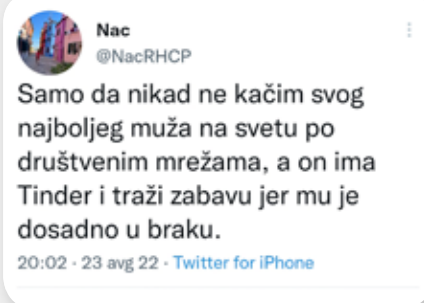 Nac
@NacRHCP
Samo da nikad ne kačim svog
najboljeg muža na svetu po
društvenim mrežama, a on ima
Tinder i traži zabavu jer mu je
dosadno u braku.
20:02 · 23 avg 22 · Twitter for iPhone